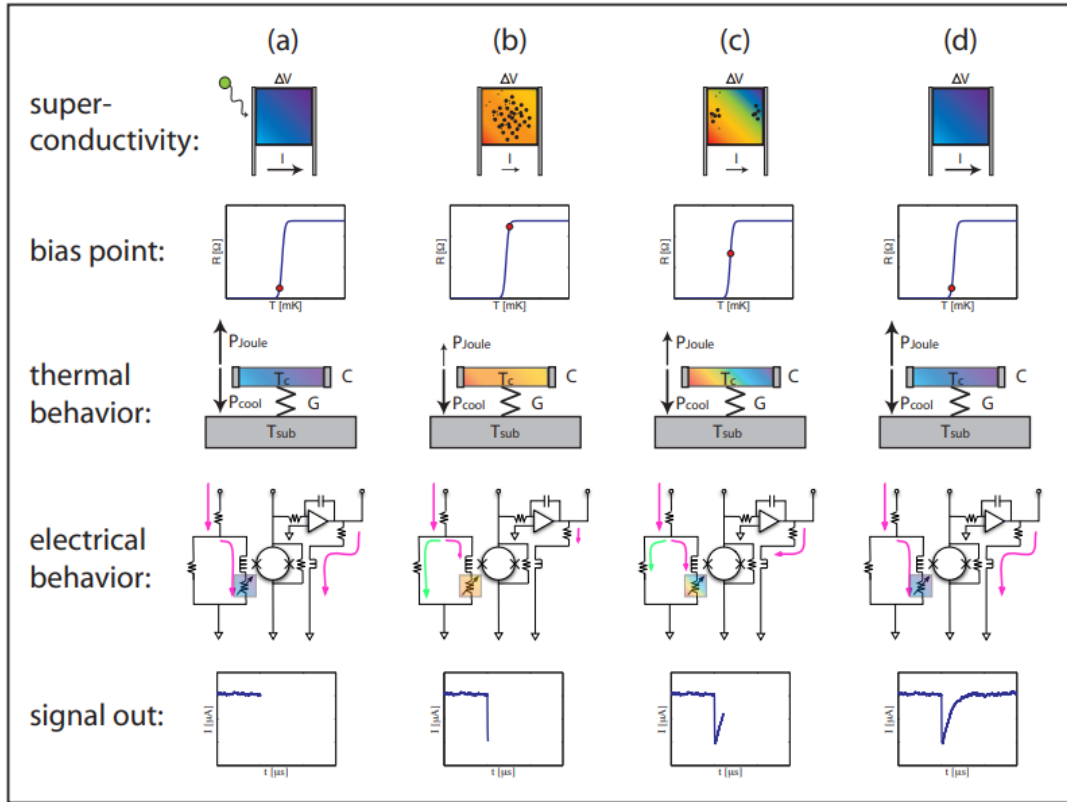 (a) (b) (c) (d)
super-
conductivity:
ΔV ΔV ΔV ΔV
I I I I
bias point:
R [Ω] R [Ω] R [Ω] R [Ω]
T [mK] T [mK] T [mK] T [mK]
thermal
behavior:
PJoule PJoule PJoule PJoule
Tc C Tc C Tc C Tc C
Pcool G Pcool G Pcool G Pcool G
Tsub Tsub Tsub Tsub
electrical
behavior:
signal out:
I [µA] I [µA] I [µA] I [µA]
t [µs] t [µs] t [µs] t [µs]